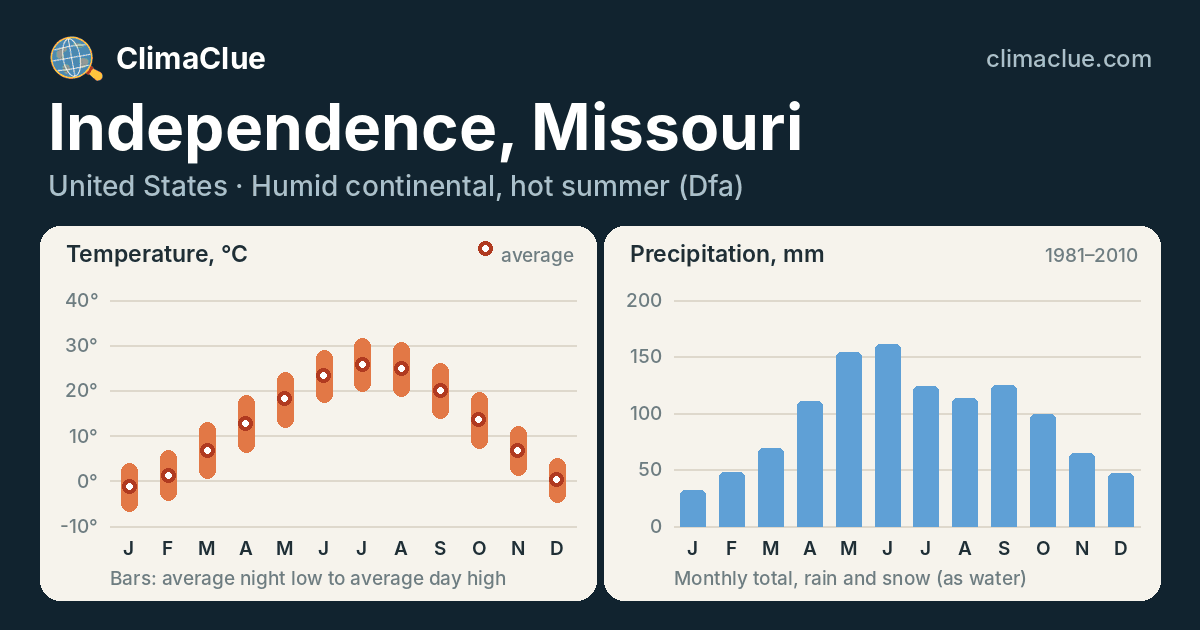 ClimaClue
climaclue.com
Independence, Missouri
United States · Humid continental, hot summer (Dfa)
Temperature, °C
average
40°
30°
20°
10°
0°
-10°
J F M A M J J A S O N D
Bars: average night low to average day high
Precipitation, mm
1981–2010
200
150
100
50
0
J F M A M J J A S O N D
Monthly total, rain and snow (as water)